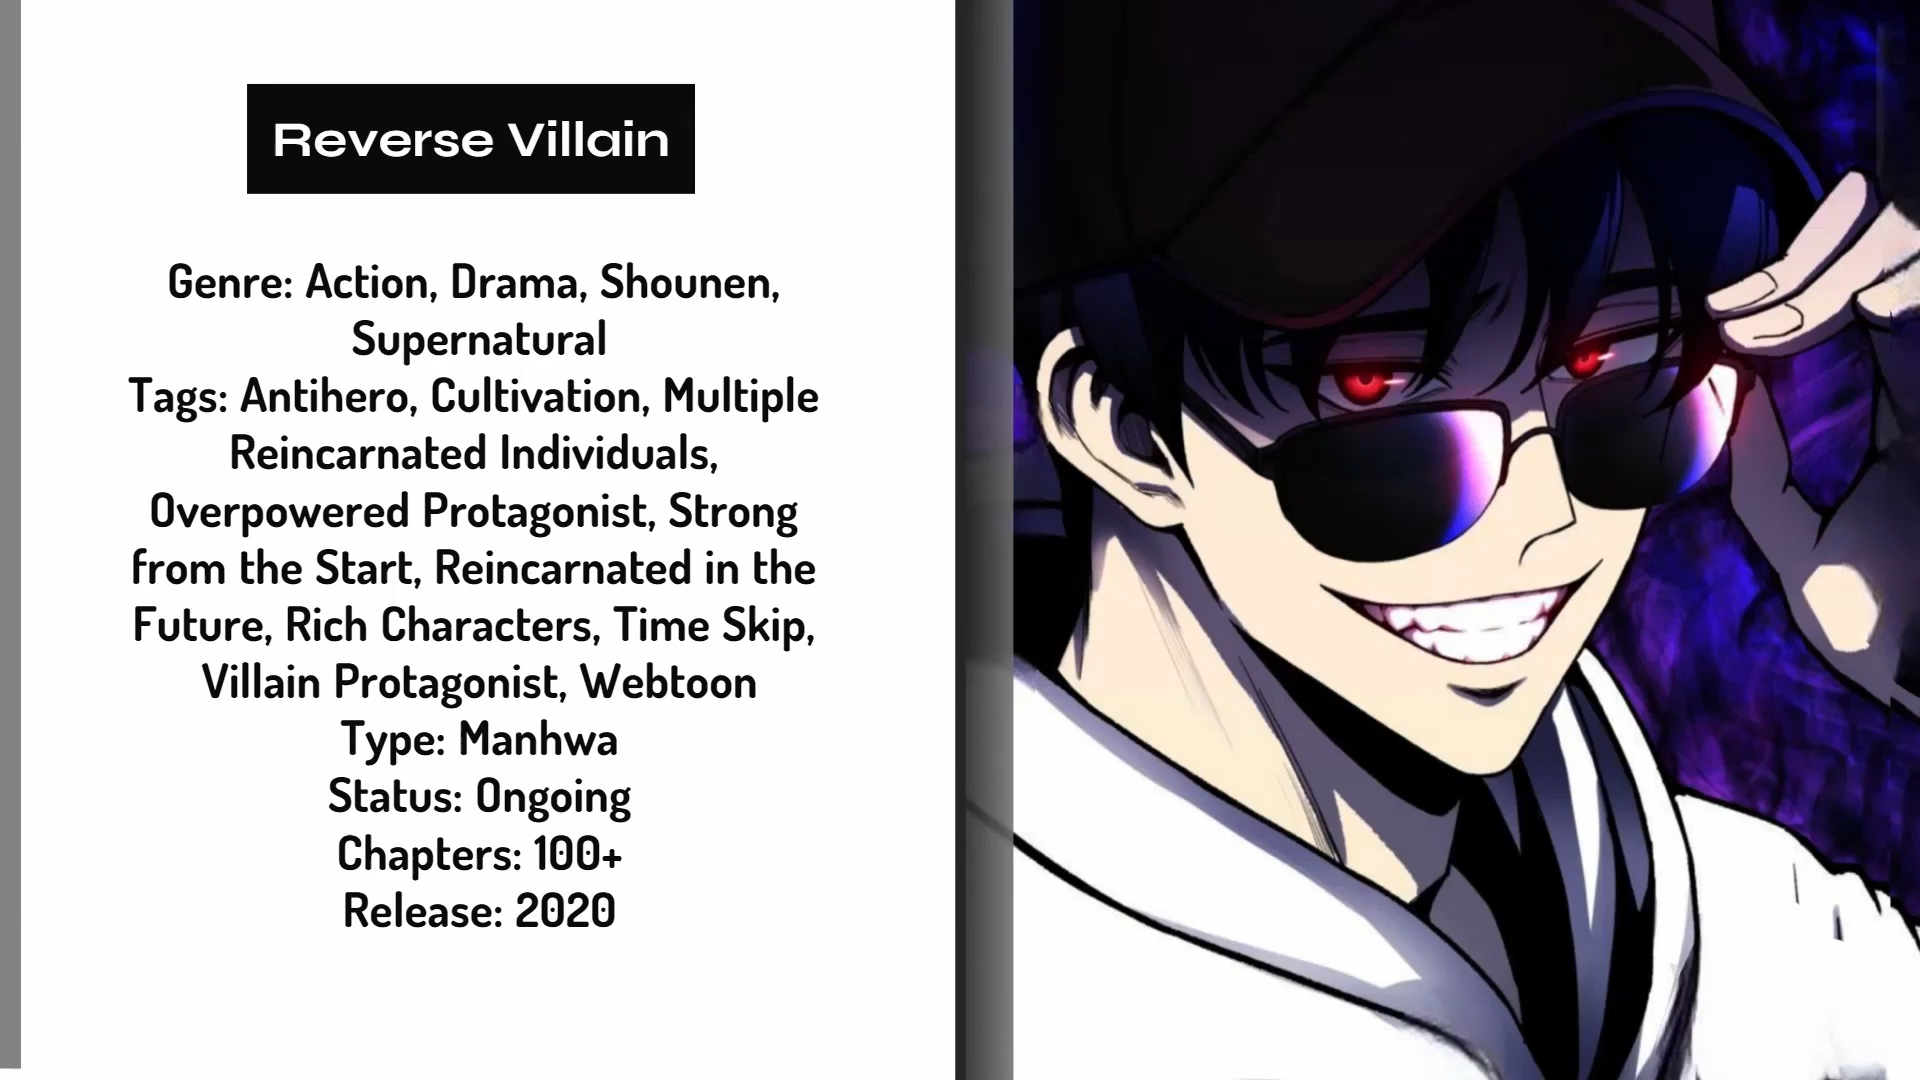 Reverse Villain
Genre: Action, Drama, Shounen,
Supernatural
Tags: Antihero, Cultivation, Multiple
Reincarnated Individuals,
Overpowered Protagonist, Strong
from the Start, Reincarnated in the
Future, Rich Characters, Time Skip,
Villain Protagonist, Webtoon
Type: Manhwa
Status: Ongoing
Chapters: 100+
Release: 2020